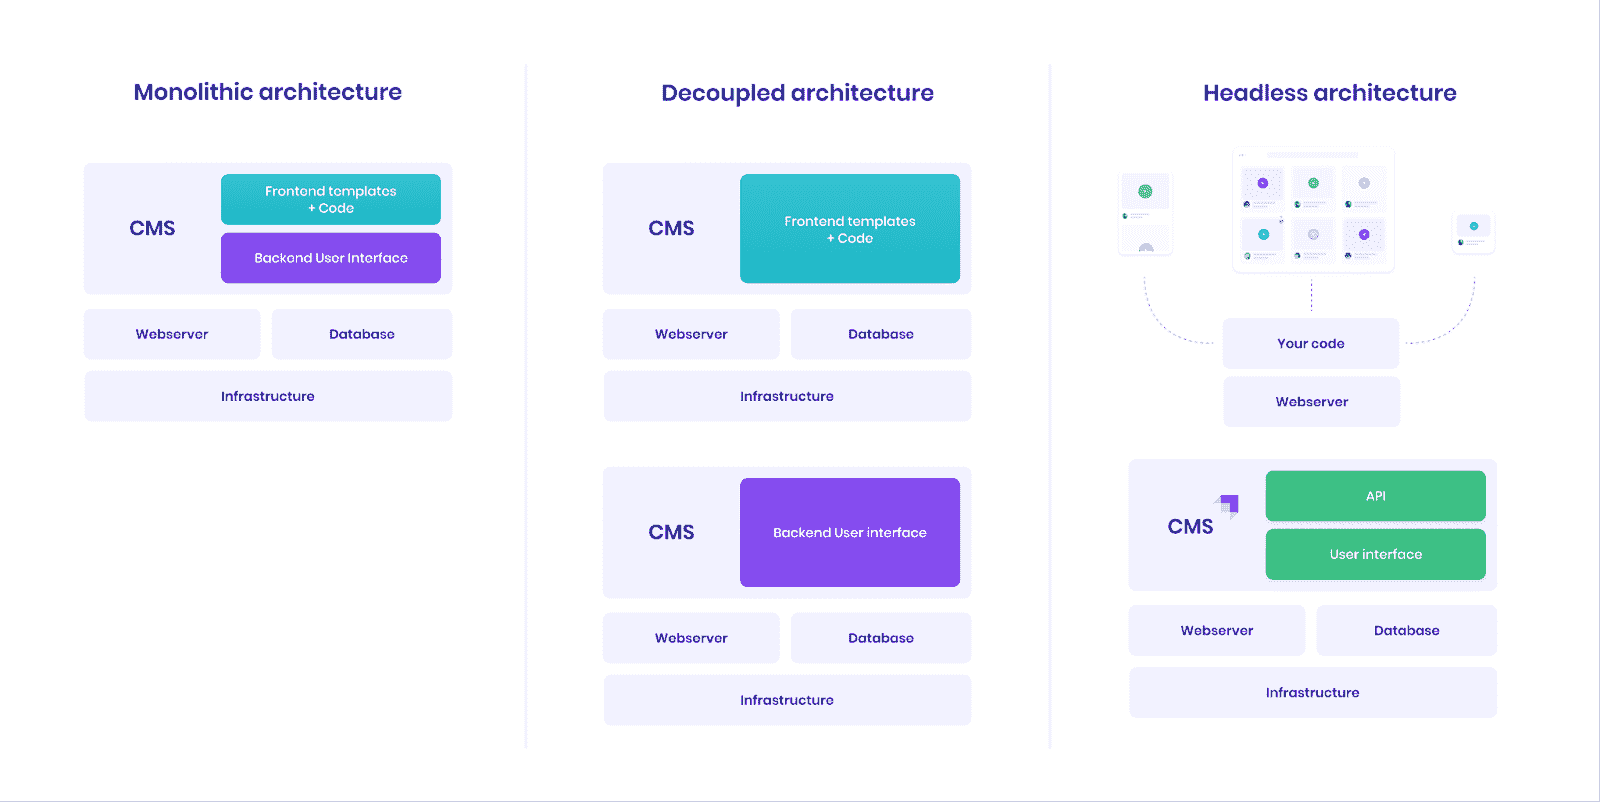 Monolithic architecture
CMS
Frontend templates
+ Code
Backend User Interface
Webserver
Database
Infrastructure
Decoupled architecture
CMS
Frontend templates
+ Code
Webserver
Database
Infrastructure
CMS
Backend User interface
Webserver
Database
Infrastructure
Headless architecture
Your code
Webserver
CMS
API
User interface
Webserver
Database
Infrastructure